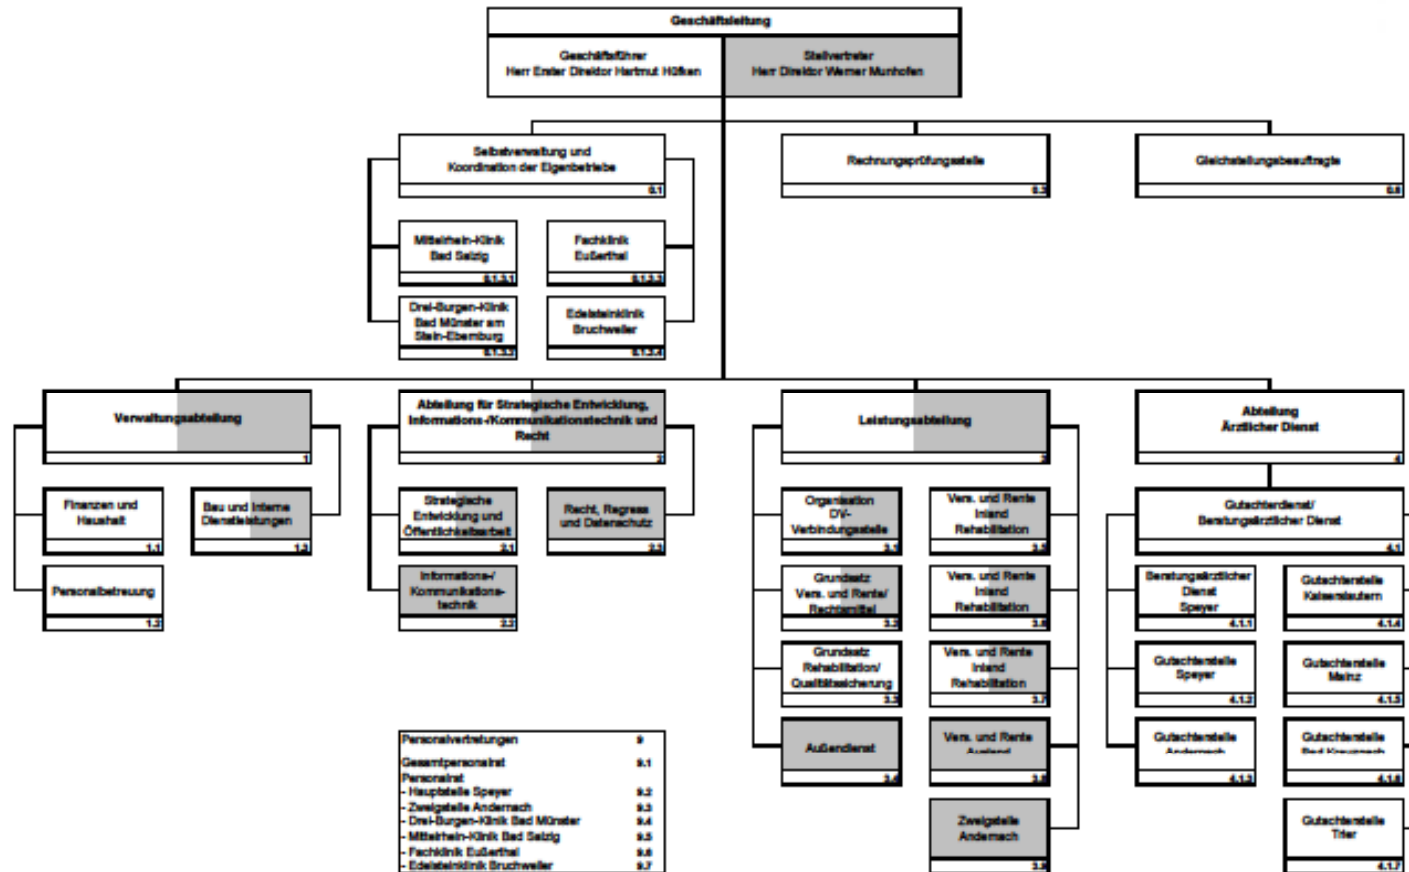 Geschäftsleitung
Geschäftsführer
Herr Erster Direktor Hartmut Hüfken
Stellvertreter
Herr Direktor Werner Munhofen
Selbstverwaltung und
Koordination der Eigenbetriebe
0.1
Rechnungsprüfungsstelle
Gleichstellungsbeauftragte
Mittelrhein-Klinik
Bad Salzig
0.1.3.1
Fachklinik
Eußerthal
0.1.3.3
Drei-Burgen-Klinik
Bad Münster am
Stein-Ebernburg
0.1.3.2
Edelsteinklinik
Bruchweiler
0.1.3.4
Verwaltungsabteilung
1
Abteilung für Strategische Entwicklung,
Informations-/Kommunikationstechnik und
Recht
2
Leistungsabteilung
3
Abteilung
Ärztlicher Dienst
4
Finanzen und
Haushalt
1.1
Bau und Interne
Dienstleistungen
1.3
Personalbetreuung
1.2
Strategische
Entwicklung und
Öffentlichkeitsarbeit
2.1
Recht, Regress
und Datenschutz
2.3
Informations-/
Kommunikations-
technik
2.2
Organisation
DV-
Verbindungsstelle
3.1
Vers. und Rente
Inland
Rehabilitation
3.5
Grundsatz
Vers. und Rente/
Rechtsmittel
3.2
Vers. und Rente
Inland
Rehabilitation
3.6
Grundsatz
Rehabilitation/
Qualitätssicherung
3.3
Vers. und Rente
Inland
Rehabilitation
3.7
Außendienst
3.4
Vers. und Rente
Ausland
3.8
Zweigstelle
Andernach
3.9
Gutachterdienst/
Beratungsärztlicher Dienst
4.1
Beratungsärztlicher
Dienst
Speyer
4.1.1
Gutachterstelle
Kaiserslautern
4.1.4
Gutachterstelle
Speyer
4.1.2
Gutachterstelle
Mainz
4.1.5
Gutachterstelle
Andernach
4.1.3
Gutachterstelle
Bad Kreuznach
4.1.6
Gutachterstelle
Trier
4.1.7
Personalvertretungen 9
Gesamtpersonalrat 9.1
Personalrat
- Hauptstelle Speyer 9.2
- Zweigstelle Andernach 9.3
- Drei-Burgen-Klinik Bad Münster 9.4
- Mittelrhein-Klinik Bad Salzig 9.5
- Fachklinik Eußerthal 9.6
- Edelsteinklinik Bruchweiler 9.7